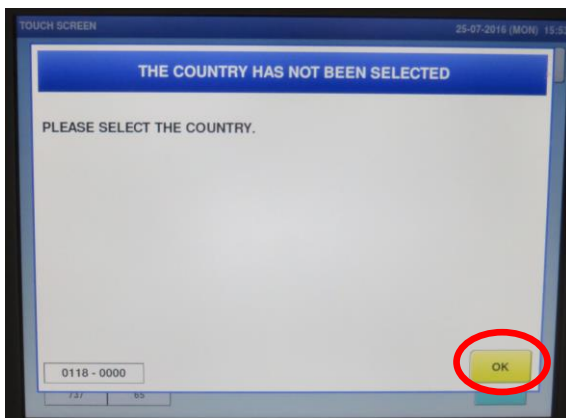 TOUCH SCREEN 25-07-2016 (MON) 15:53
THE COUNTRY HAS NOT BEEN SELECTED
PLEASE SELECT THE COUNTRY.
OK
0118 - 0000
737 65